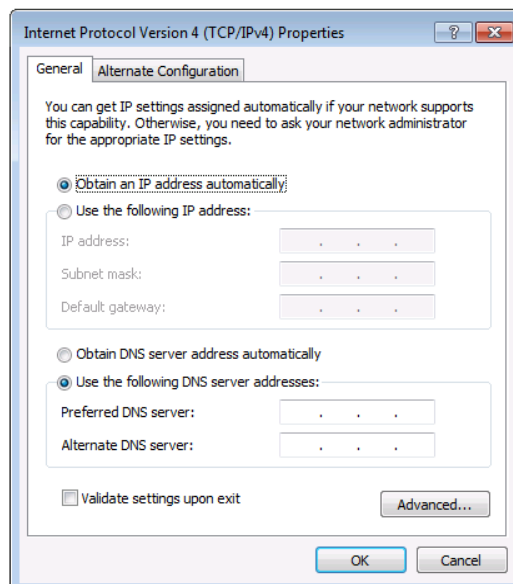 Internet Protocol Version 4 (TCP/IPv4) Properties
General
Alternate Configuration
You can get IP settings assigned automatically if your network supports
this capability. Otherwise, you need to ask your network administrator
for the appropriate IP settings.
Obtain an IP address automatically
Use the following IP address:
IP address:
Subnet mask:
Default gateway:
Obtain DNS server address automatically
Use the following DNS server addresses:
Preferred DNS server:
Alternate DNS server:
Validate settings upon exit
Advanced...
OK
Cancel